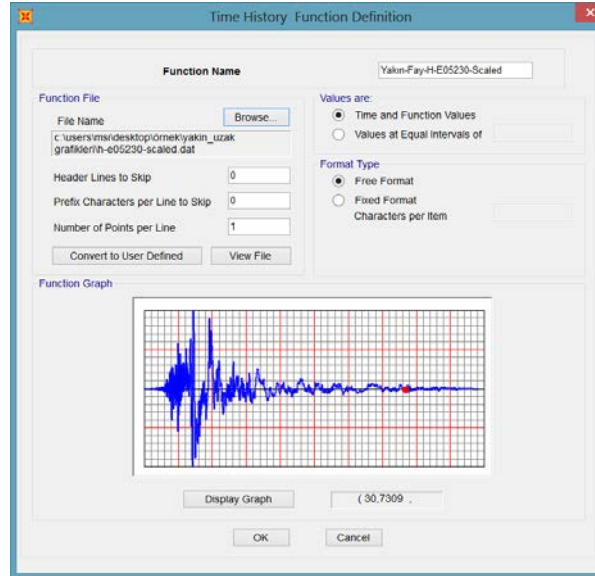 Time History Function Definition
Function Name
Yakın-Fay-H-E05230-Scaled
Function File
File Name
Browse...
c:\users\msi\desktop\örnek\yakin_uzak
grafikleri\h-e05230-scaled.dat
Header Lines to Skip
0
Prefix Characters per Line to Skip
0
Number of Points per Line
1
Convert to User Defined
View File
Values are:
Time and Function Values
Values at Equal Intervals of
Format Type
Free Format
Fixed Format
Characters per Item
Function Graph
Display Graph
( 30,7309 ,
OK
Cancel